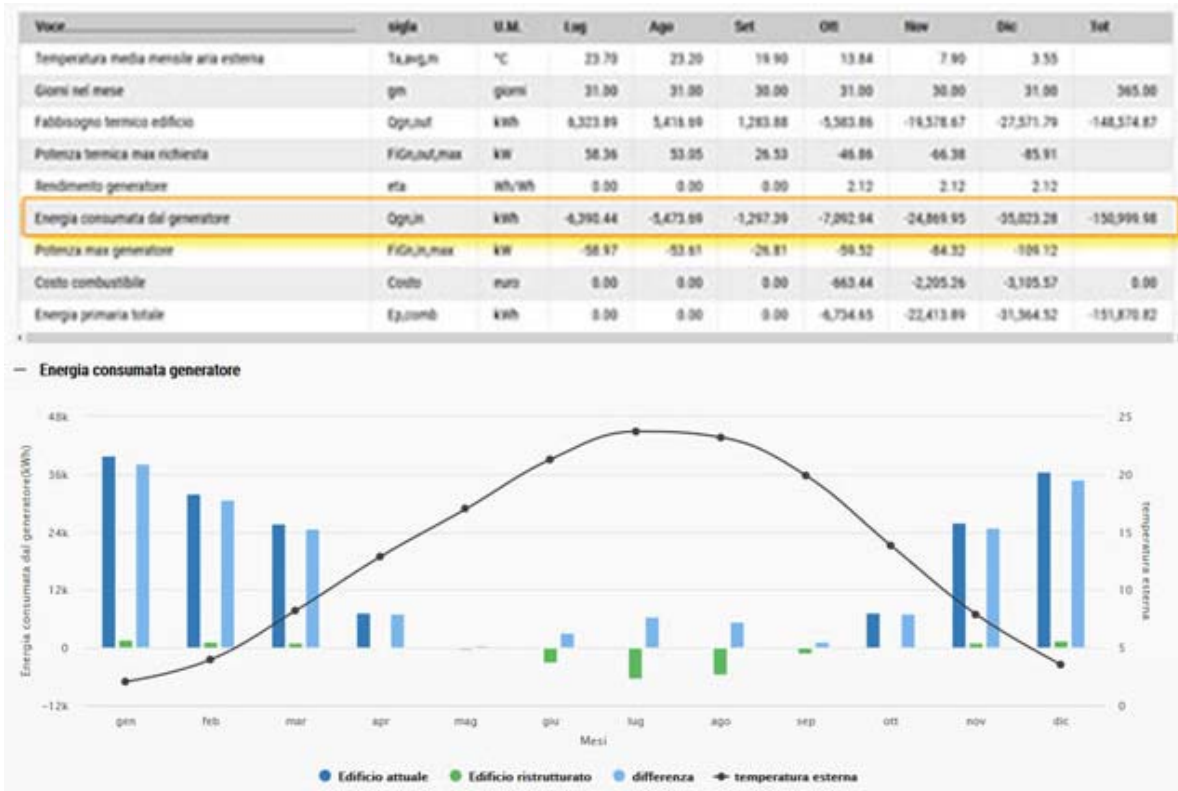 Voce sigla U.M. Lug Ago Set Ott Nov Dic Tot
Temperatura media mensile aria esterna Ta,avg,m °C 23.70 23.20 19.90 13.84 7.90 3.55
Giorni nel mese gm giorni 31.00 31.00 30.00 31.00 30.00 31.00 365.00
Fabbisogno termico edificio Qgn,out kWh 6,323.89 5,416.69 1,283.88 -5,583.86 -19,578.67 -27,571.79 -148,574.87
Potenza termica max richiesta FiGn,out,max kW 58.36 53.05 26.53 -46.86 -66.38 -85.91
Rendimento generatore eta Wh/Wh 0.00 0.00 0.00 2.12 2.12 2.12
Energia consumata dal generatore Qgn,in kWh -6,390.44 -5,473.69 -1,297.39 -7,092.94 -24,869.95 -35,023.28 -150,999.98
Potenza max generatore FiGn,in,max kW -58.97 -53.61 -26.81 -59.52 -84.32 -109.12
Costo combustibile Costo euro 0.00 0.00 0.00 -663.44 -2,205.26 -3,105.57 0.00
Energia primaria totale Ep,comb kWh 0.00 0.00 0.00 -6,734.65 -22,413.89 -31,564.52 -151,870.82
— Energia consumata generatore
48k 25
36k 20
24k 15
12k 10
0 5
-12k 0
Energia consumata dal generatore(kWh)
temperatura esterna
gen feb mar apr mag giu lug ago sep ott nov dic
Mesi
Edificio attuale Edificio ristrutturato differenza temperatura esterna